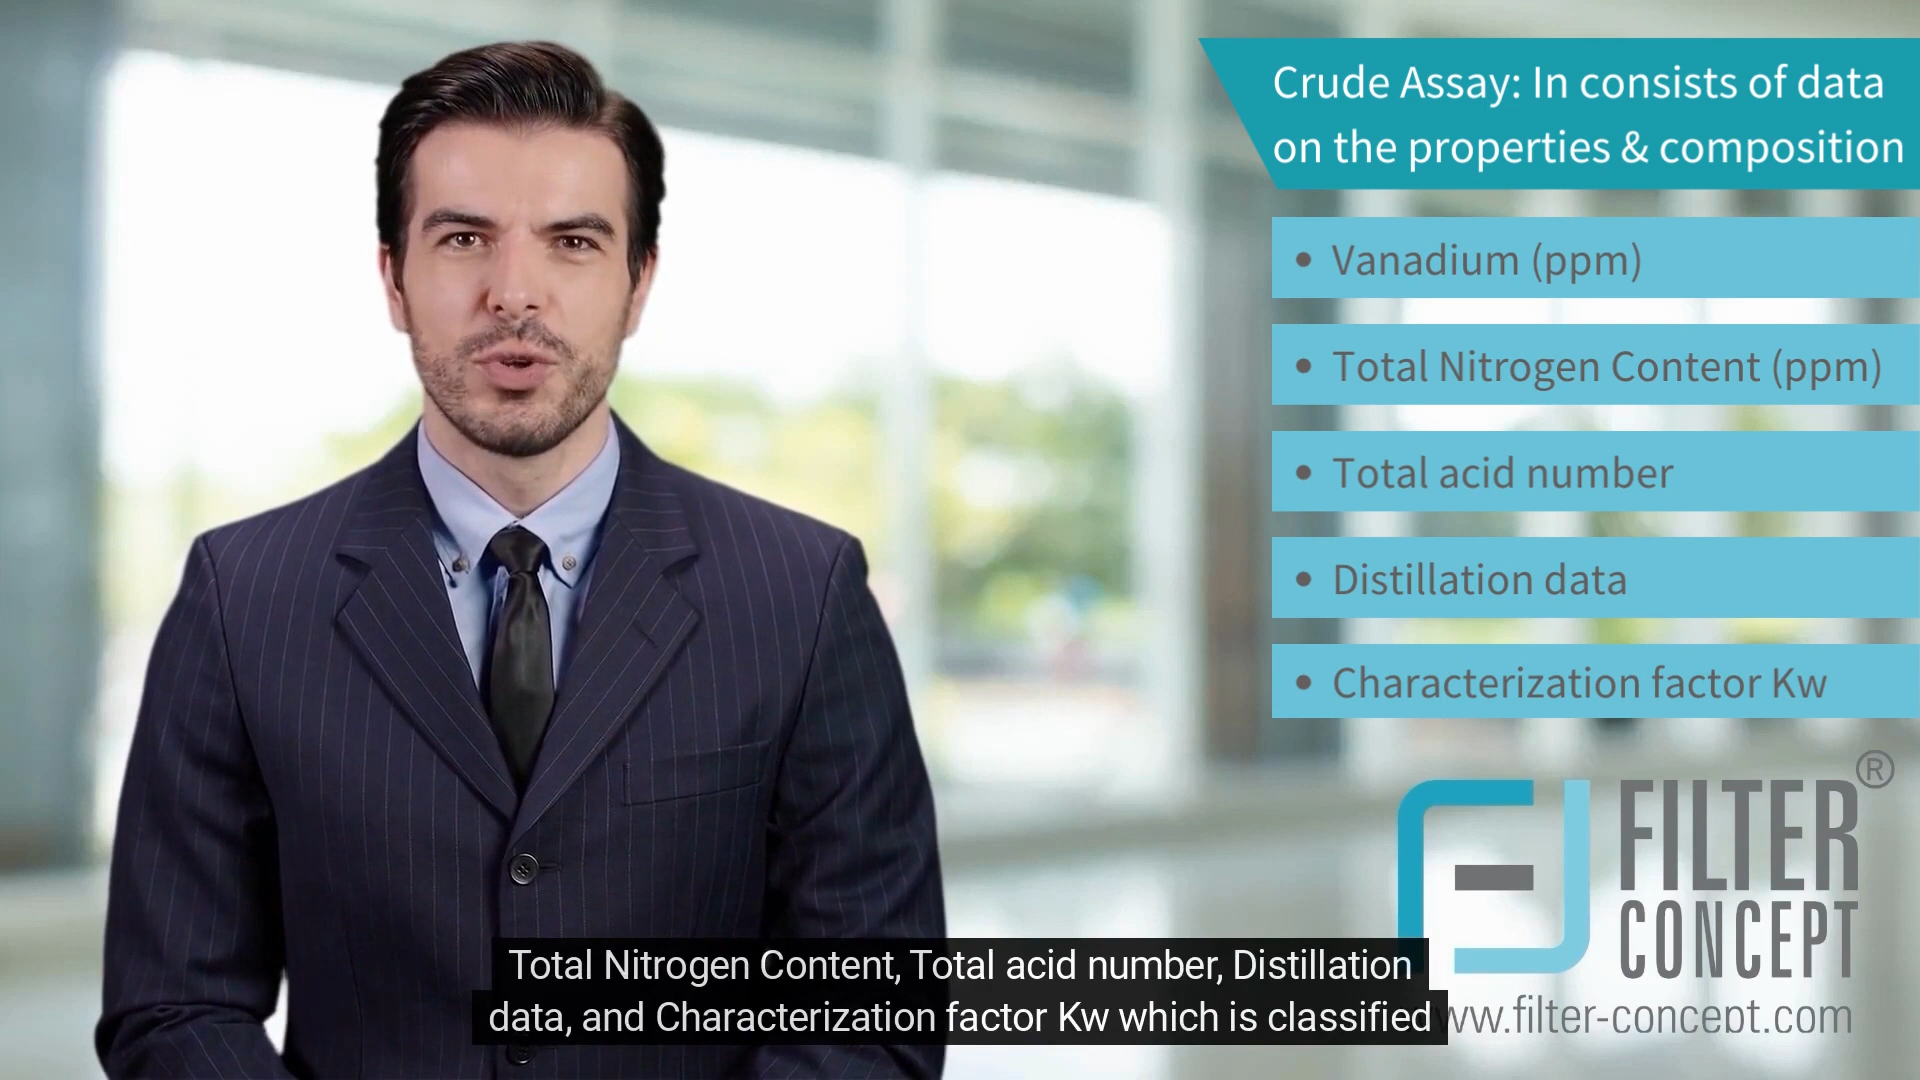 Crude Assay: In consists of data
on the properties & composition
• Vanadium (ppm)
• Total Nitrogen Content (ppm)
• Total acid number
• Distillation data
• Characterization factor Kw
FILTER®
CONCEPT
www.filter-concept.com
Total Nitrogen Content, Total acid number, Distillation
data, and Characterization factor Kw which is classified